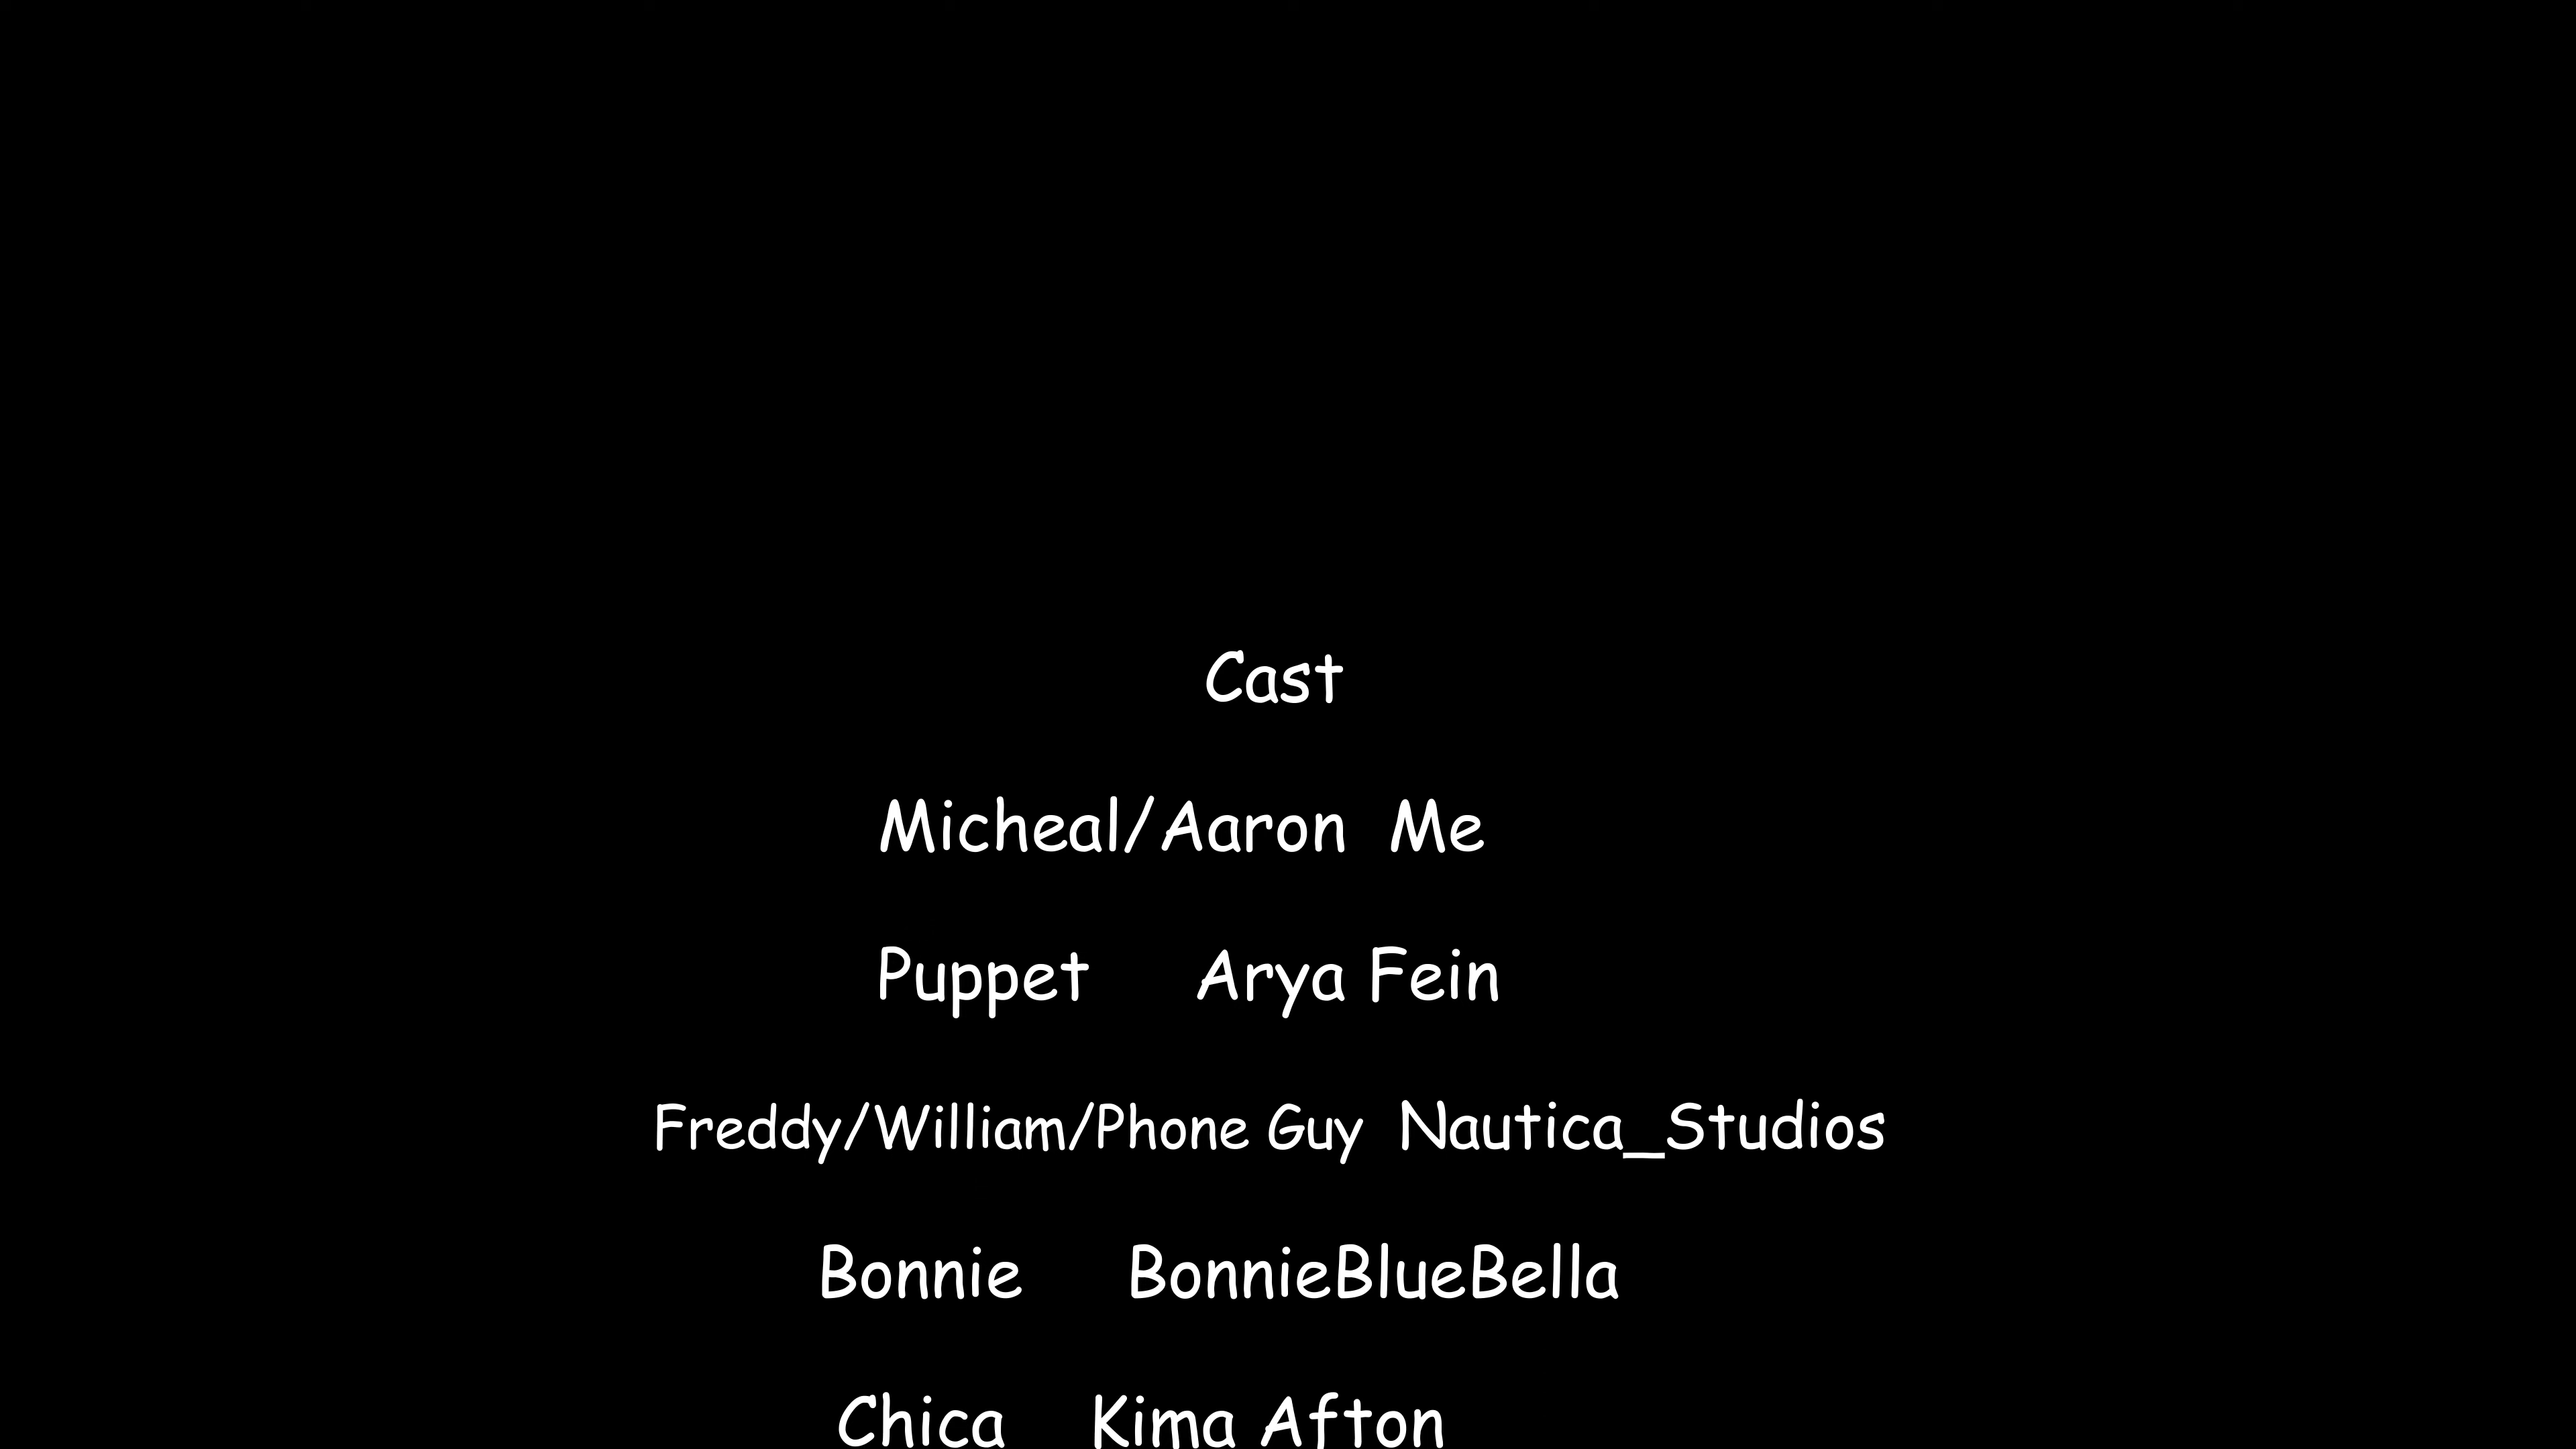 Cast
Micheal/Aaron Me
Puppet Arya Fein
Freddy/William/Phone Guy Nautica_Studios
Bonnie BonnieBlueBella
Chica Kima Afton